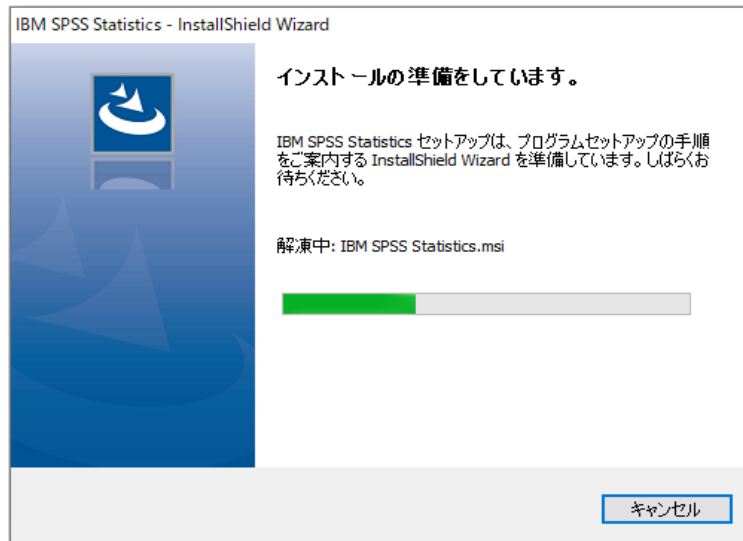 IBM SPSS Statistics - InstallShield Wizard
インストールの準備をしています。
IBM SPSS Statistics セットアップは、プログラムセットアップの手順
をご案内する InstallShield Wizard を準備しています。しばらくお
待ちください。
解凍中: IBM SPSS Statistics.msi
キャンセル